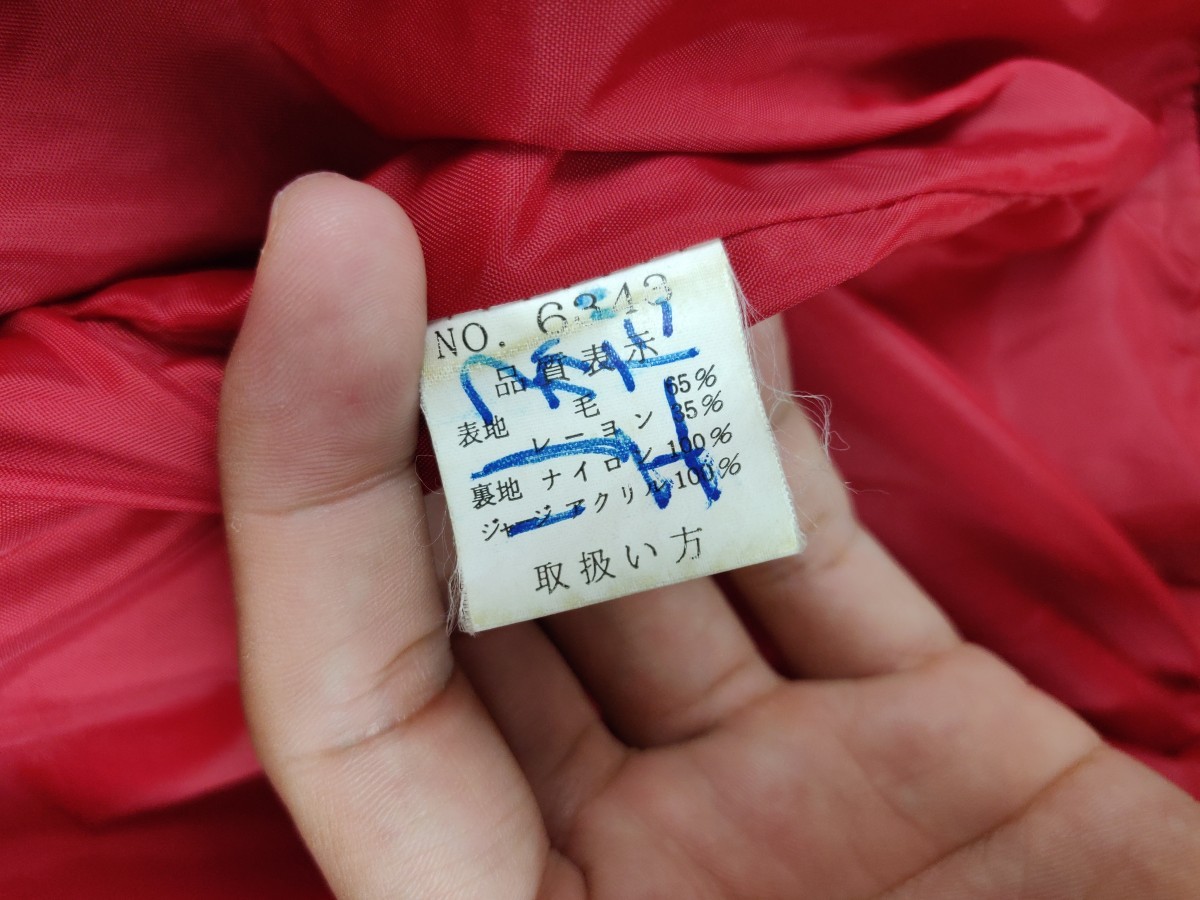 NO. 6343
品質表示
表地 毛 65%
レーヨン 35%
裏地 ナイロン 100%
ジャージ アクリル 100%
取扱い方